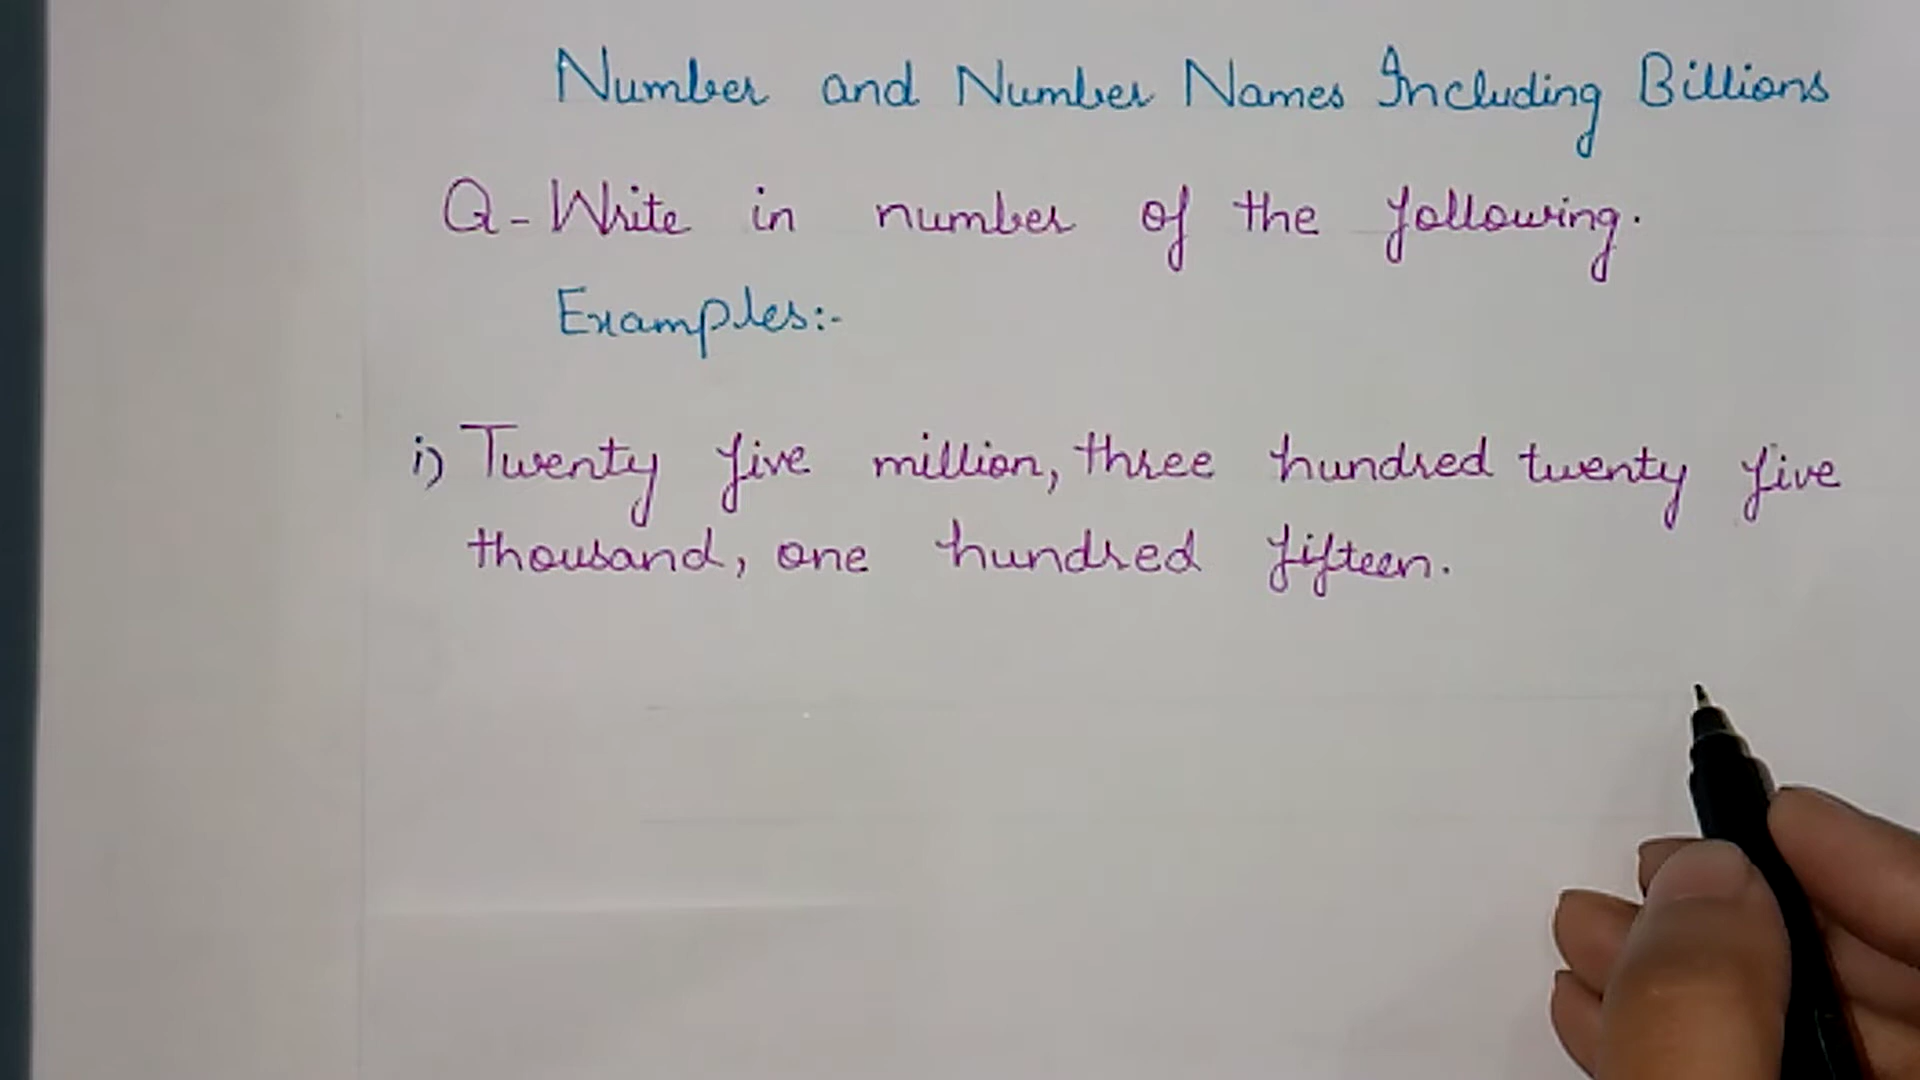 Number and Number Names Including Billions
Q-Write in number of the following.
Examples:-
i) Twenty five million, three hundred twenty five
thousand, one hundred fifteen.